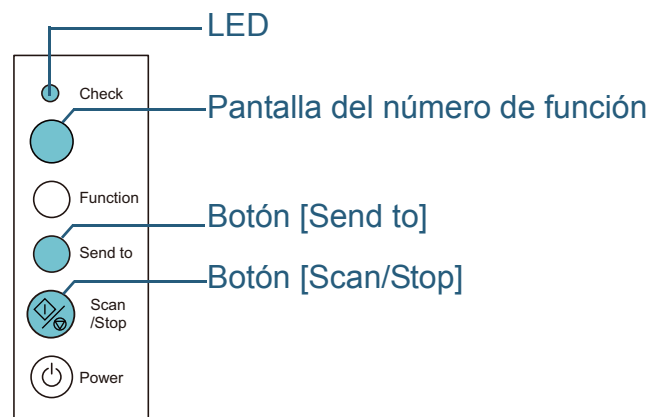 LED
Check
Pantalla del número de función
Function
Botón [Send to]
Send to
Botón [Scan/Stop]
Scan
/Stop
Power